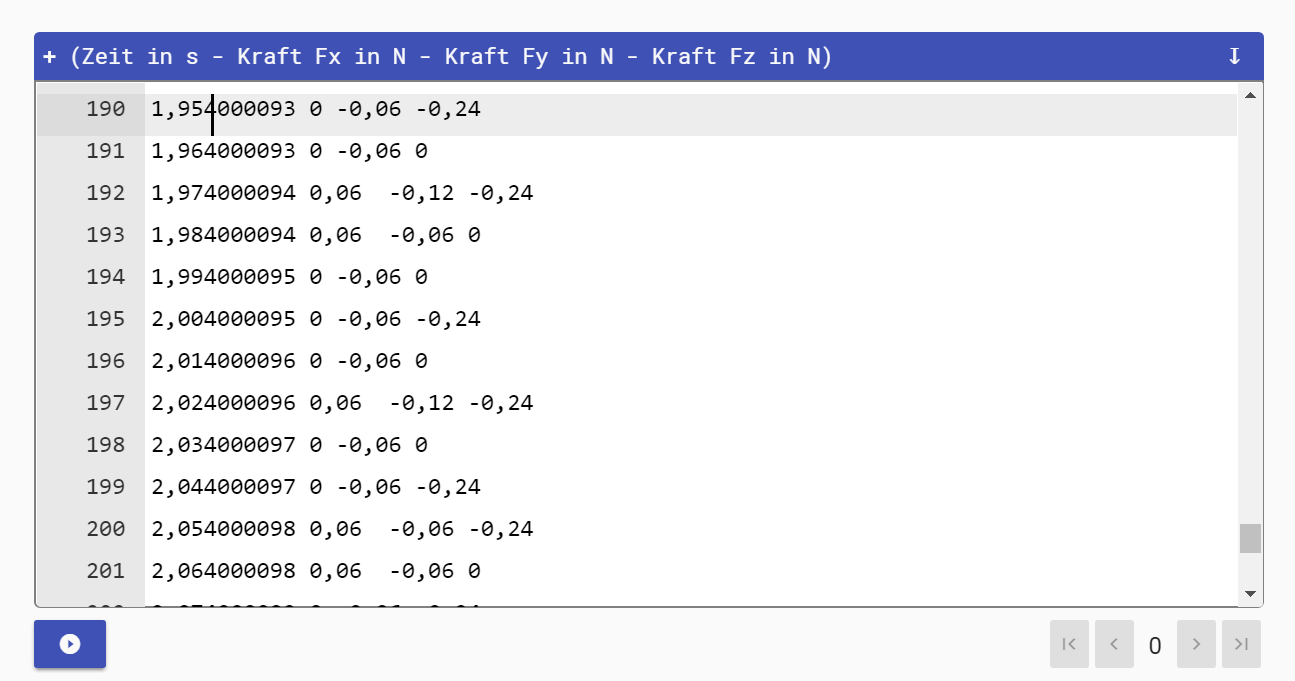 + (Zeit in s - Kraft Fx in N - Kraft Fy in N - Kraft Fz in N)
190 1,954000093 0 -0,06 -0,24
191 1,964000093 0 -0,06 0
192 1,974000094 0,06  -0,12 -0,24
193 1,984000094 0,06  -0,06 0
194 1,994000095 0 -0,06 0
195 2,004000095 0 -0,06 -0,24
196 2,014000096 0 -0,06 0
197 2,024000096 0,06  -0,12 -0,24
198 2,034000097 0 -0,06 0
199 2,044000097 0 -0,06 -0,24
200 2,054000098 0,06  -0,06 -0,24
201 2,064000098 0,06  -0,06 0
0